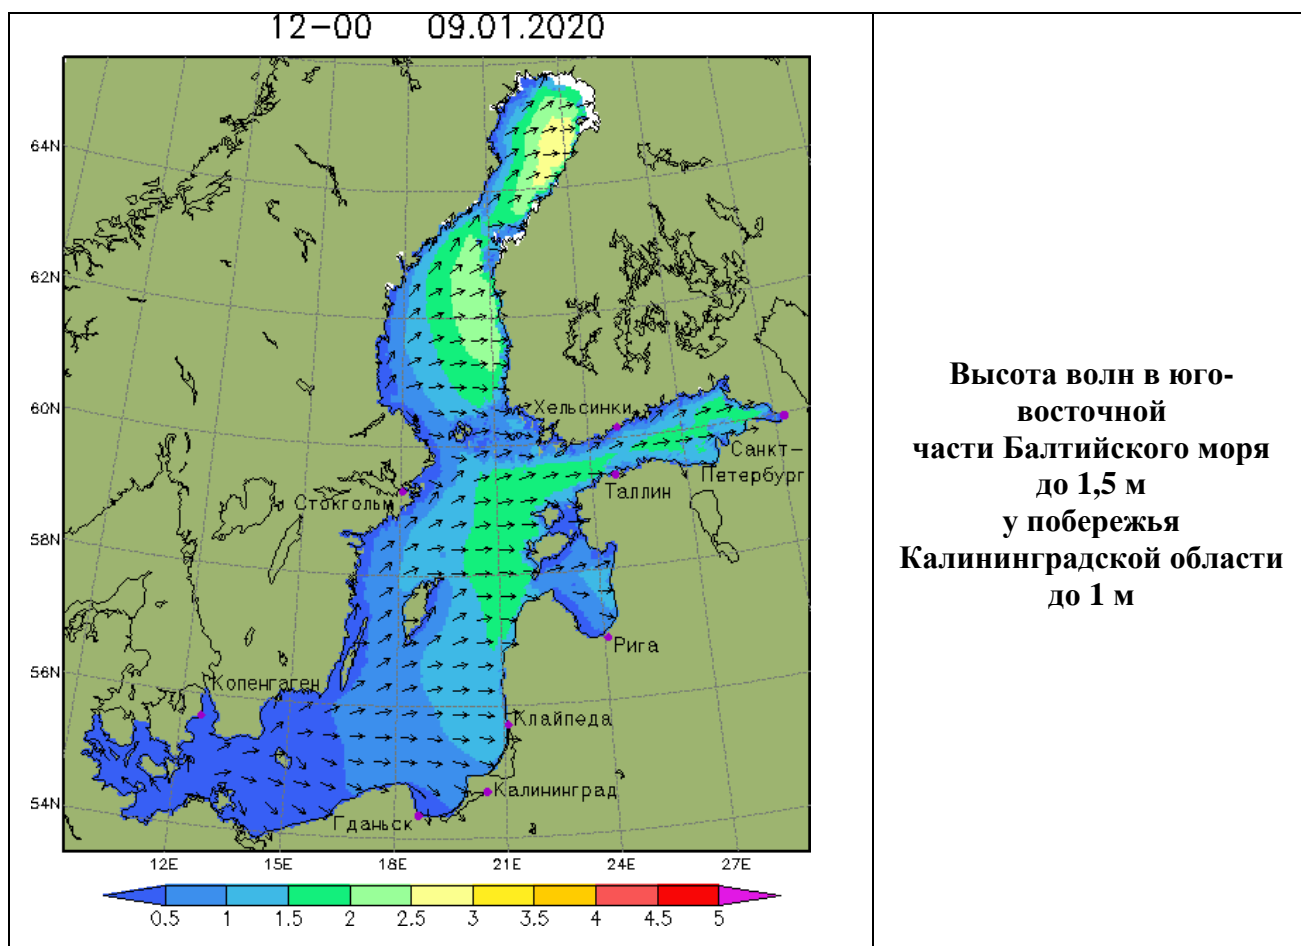 12-00 09.01.2020
64N
62N
60N
58N
56N
54N
Хельсинки
Санкт-
Петербург
Таллин
Стокгольм
Рига
Копенгаген
Клайпеда
Калининград
Гданьск
12E 15E 18E 21E 24E 27E
0.5 1 1.5 2 2.5 3 3.5 4 4.5 5
Высота волн в юго-
восточной
части Балтийского моря
до 1,5 м
у побережья
Калининградской области
до 1 м